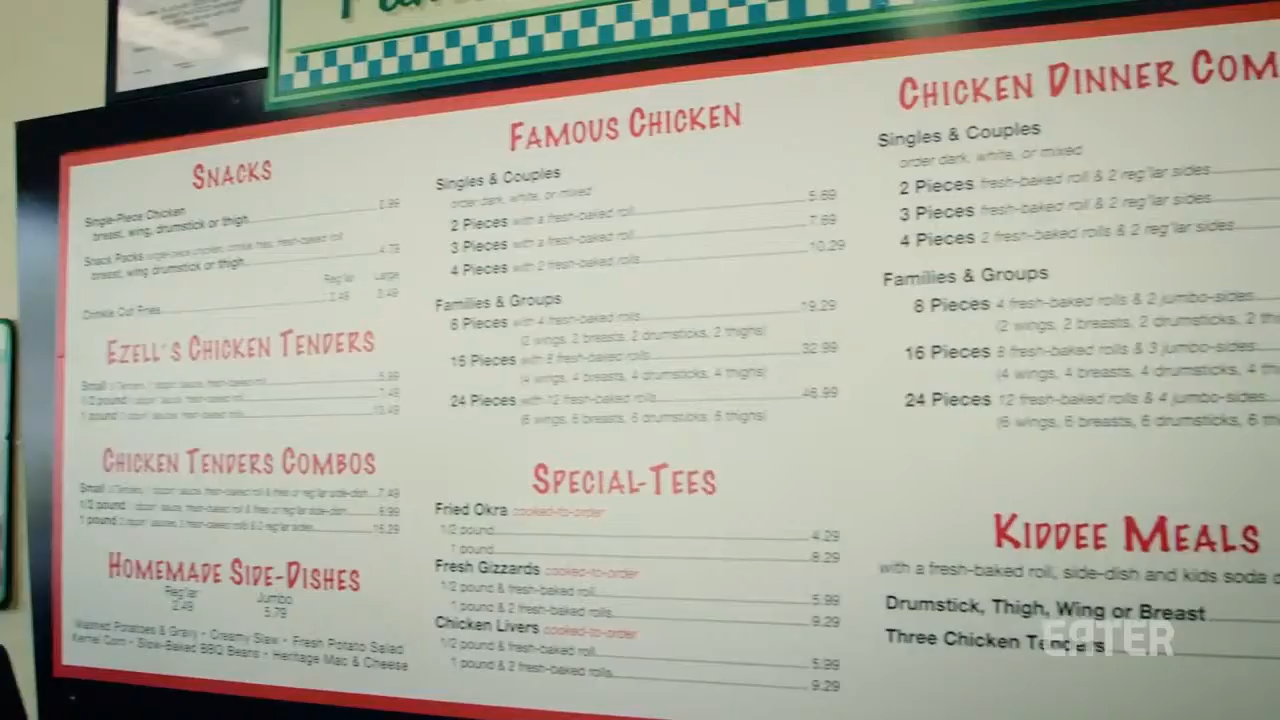 SNACKS
Single-Piece Chicken
breast, wing, drumstick or thigh
Snack Packs
breast, wing drumstick or thigh 4.79
Reg'lar Large
Crinkle Cut Fries 2.49
EZELL'S CHICKEN TENDERS
Small 5.99
1/2 pound
1 pound
CHICKEN TENDERS COMBOS
Small 7.49
1/2 pound
1 pound
HOMEMADE SIDE-DISHES
Reg'lar Jumbo
2.49 5.79
Mashed Potatoes & Gravy • Creamy Slaw • Fresh Potato Salad
Kernel Corn • Slow-Baked BBQ Beans • Heritage Mac & Cheese
FAMOUS CHICKEN
Singles & Couples
order dark, white, or mixed
2 Pieces with a fresh-baked roll 5.69
3 Pieces with a fresh-baked roll 7.69
4 Pieces with 2 fresh-baked rolls 10.29
Families & Groups
8 Pieces with 4 fresh-baked rolls 19.29
(2 wings, 2 breasts, 2 drumsticks, 2 thighs)
16 Pieces with 8 fresh-baked rolls 32.99
(4 wings, 4 breasts, 4 drumsticks, 4 thighs)
24 Pieces with 12 fresh-baked rolls 46.99
(6 wings, 6 breasts, 6 drumsticks, 6 thighs)
SPECIAL-TEES
Fried Okra cooked-to-order
1/2 pound 4.29
1 pound 8.29
Fresh Gizzards cooked-to-order
1/2 pound & fresh-baked roll 5.99
1 pound & 2 fresh-baked rolls 9.29
Chicken Livers cooked-to-order
1/2 pound & fresh-baked roll 5.99
1 pound & 2 fresh-baked rolls 9.29
CHICKEN DINNER COM
Singles & Couples
order dark, white, or mixed
2 Pieces fresh-baked roll & 2 reg'lar sides
3 Pieces fresh-baked roll & 2 reg'lar sides
4 Pieces 2 fresh-baked rolls & 2 reg'lar sides
Families & Groups
8 Pieces 4 fresh-baked rolls & 2 jumbo-sides
(2 wings, 2 breasts, 2 drumsticks, 2 th
16 Pieces 8 fresh-baked rolls & 3 jumbo-sides
(4 wings, 4 breasts, 4 drumsticks, 4 thi
24 Pieces 12 fresh-baked rolls & 4 jumbo-sides
(6 wings, 6 breasts, 6 drumsticks, 6 th
KIDDEE MEALS
with a fresh-baked roll, side-dish and kids soda
Drumstick, Thigh, Wing or Breast
Three Chicken Tenders
EATER